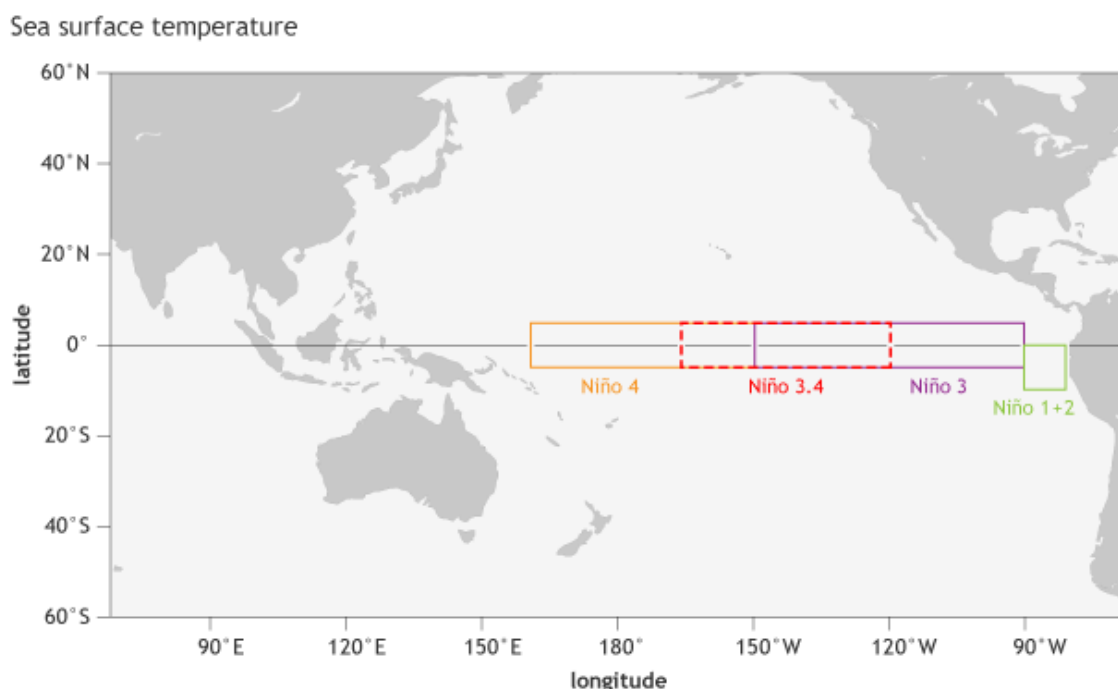 Sea surface temperature
60°N
40°N
20°N
0°
20°S
40°S
60°S
latitude
Niño 4
Niño 3.4
Niño 3
Niño 1+2
90°E
120°E
150°E
180°
150°W
120°W
90°W
longitude